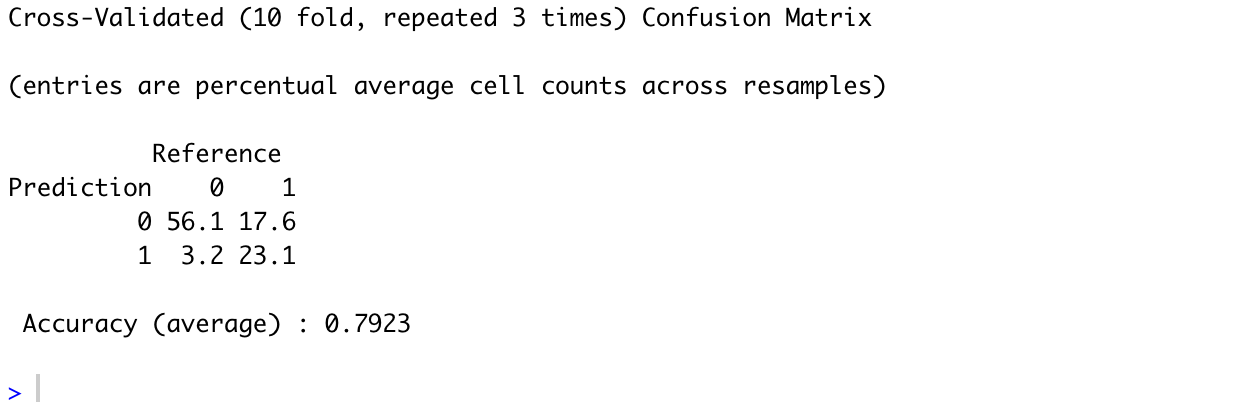 Cross-Validated (10 fold, repeated 3 times) Confusion Matrix
(entries are percentual average cell counts across resamples)
Reference
Prediction 0 1
0 56.1 17.6
1 3.2 23.1
Accuracy (average) : 0.7923
>